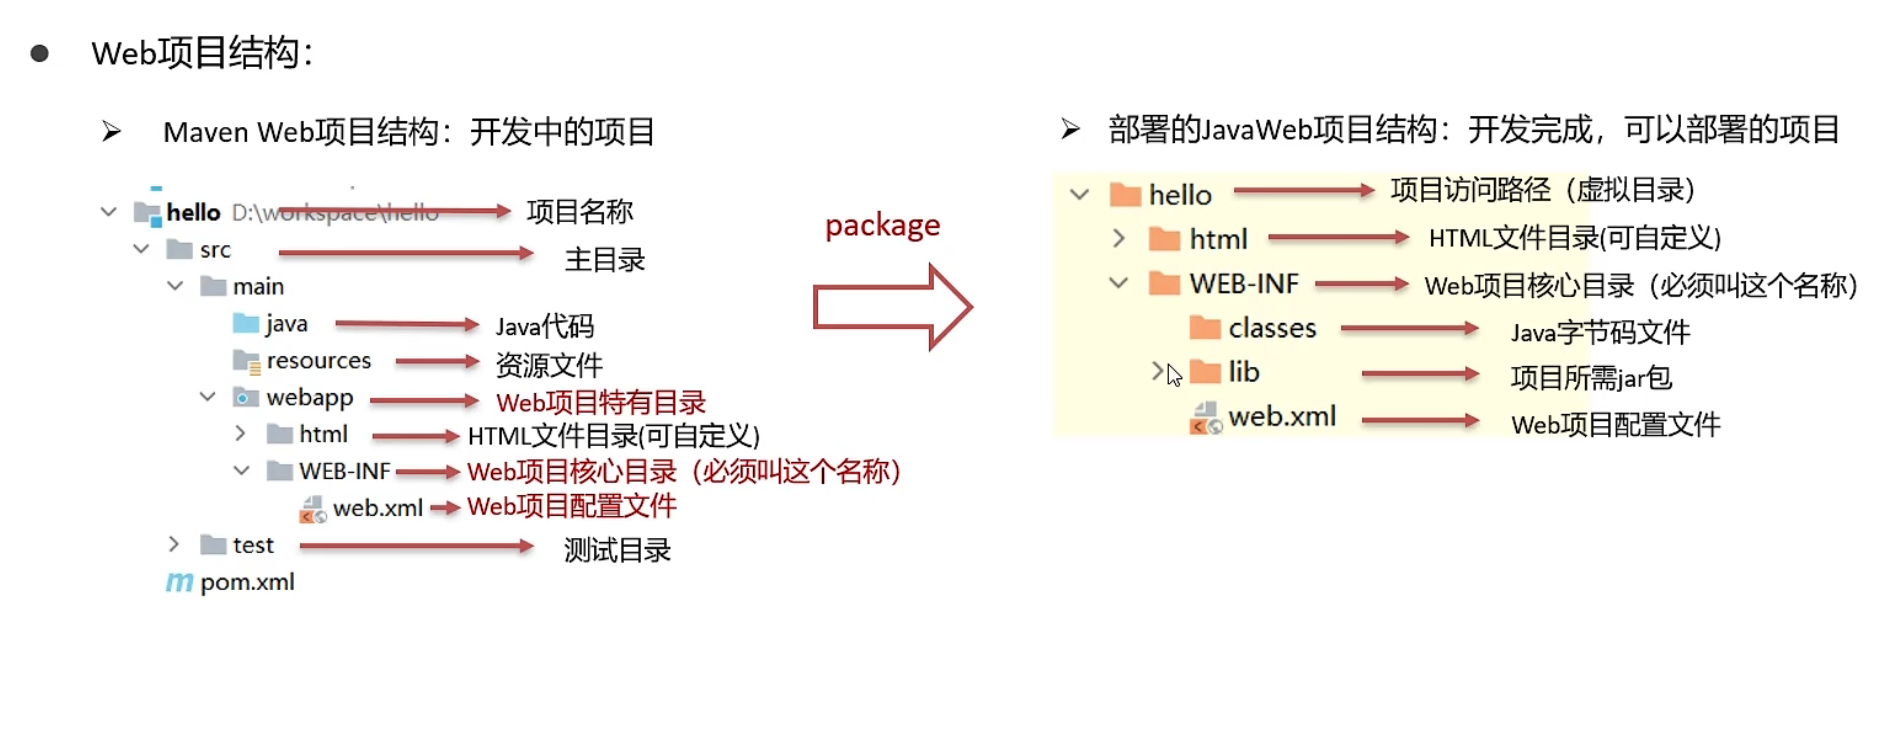 Web项目结构：
Maven Web项目结构：开发中的项目
hello D:\workspace\hello 项目名称
src 主目录
main
java Java代码
resources 资源文件
webapp Web项目特有目录
html HTML文件目录(可自定义)
WEB-INF Web项目核心目录（必须叫这个名称）
web.xml Web项目配置文件
test 测试目录
pom.xml
package
部署的JavaWeb项目结构：开发完成，可以部署的项目
hello 项目访问路径（虚拟目录）
html HTML文件目录(可自定义)
WEB-INF Web项目核心目录（必须叫这个名称）
classes Java字节码文件
lib 项目所需jar包
web.xml Web项目配置文件